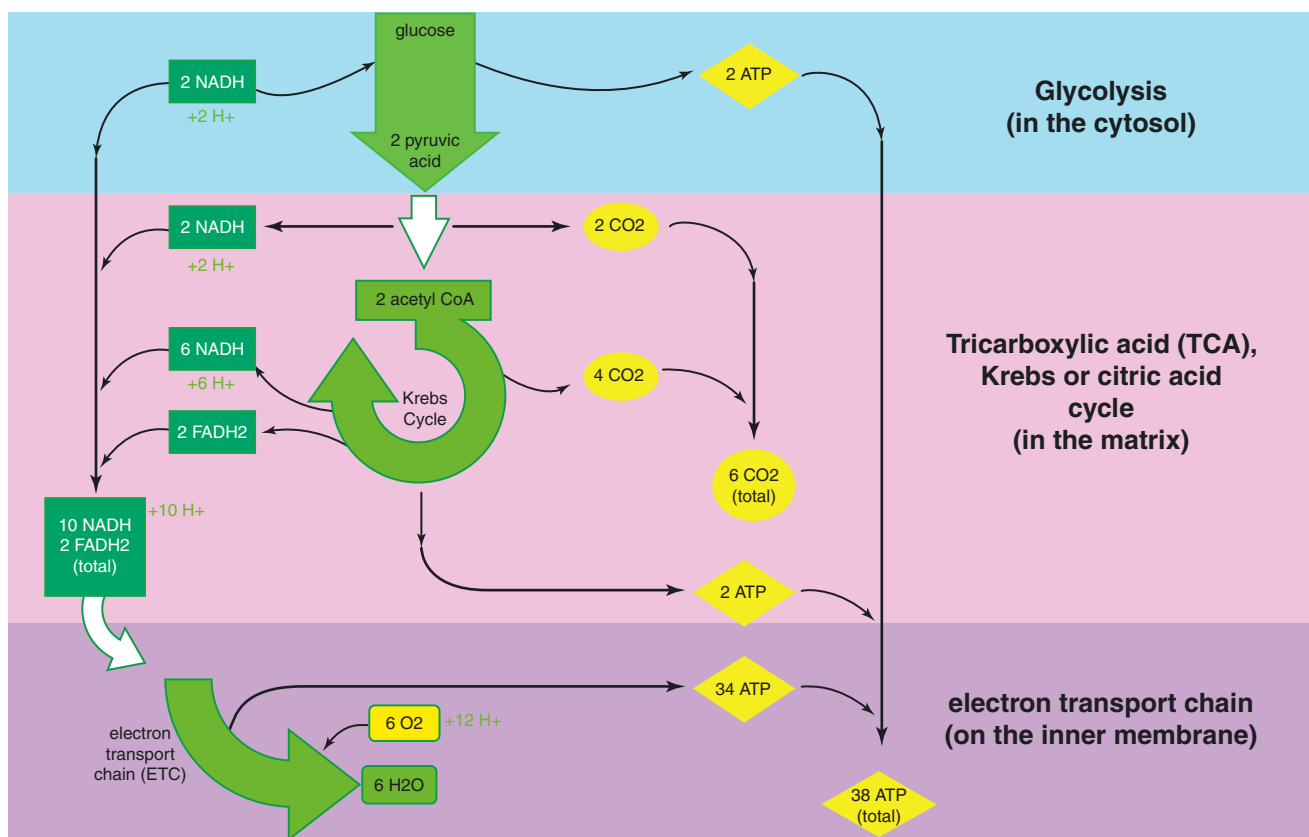 glucose
2 NADH
+2 H+
2 ATP
2 pyruvic
acid
Glycolysis
(in the cytosol)
2 NADH
+2 H+
2 CO2
2 acetyl CoA
6 NADH
+6 H+
2 FADH2
Krebs
Cycle
4 CO2
6 CO2
(total)
Tricarboxylic acid (TCA),
Krebs or citric acid
cycle
(in the matrix)
10 NADH
2 FADH2
(total)
+10 H+
2 ATP
34 ATP
electron
transport
chain (ETC)
6 O2
+12 H+
6 H2O
electron transport chain
(on the inner membrane)
38 ATP
(total)